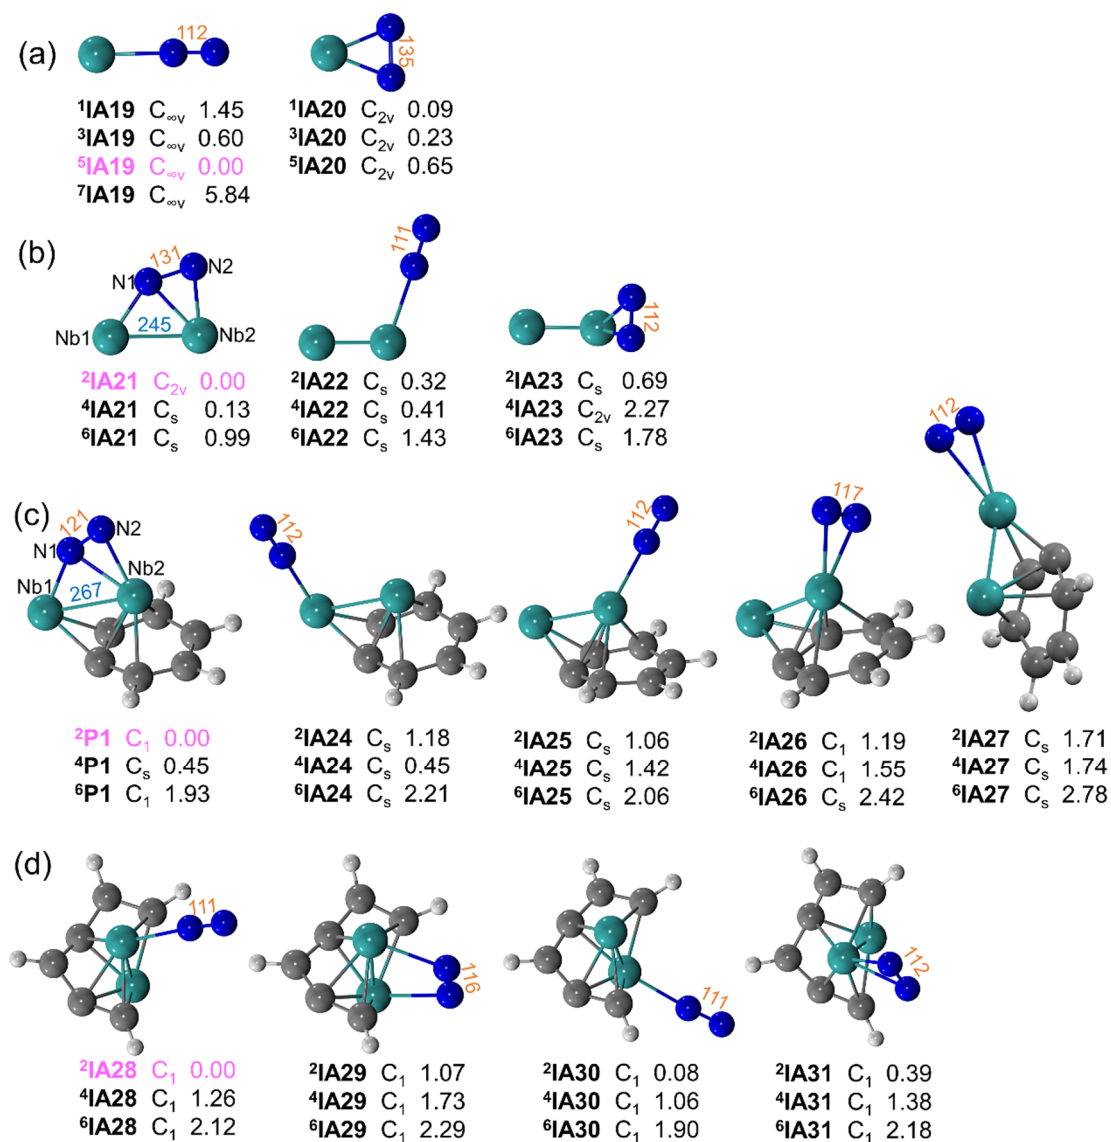 (a)
112
135
¹IA19 C∞v 1.45
³IA19 C∞v 0.60
⁵IA19 C∞v 0.00
⁷IA19 C∞v 5.84
¹IA20 C₂v 0.09
³IA20 C₂v 0.23
⁵IA20 C₂v 0.65
(b)
131
N1
N2
Nb1
245
Nb2
111
112
²IA21 C₂v 0.00
⁴IA21 Cs 0.13
⁶IA21 Cs 0.99
²IA22 Cs 0.32
⁴IA22 Cs 0.41
⁶IA22 Cs 1.43
²IA23 Cs 0.69
⁴IA23 C₂v 2.27
⁶IA23 Cs 1.78
(c)
121
N1
N2
Nb1
267
Nb2
112
112
117
112
²P1 C₁ 0.00
⁴P1 Cs 0.45
⁶P1 C₁ 1.93
²IA24 Cs 1.18
⁴IA24 Cs 0.45
⁶IA24 Cs 2.21
²IA25 Cs 1.06
⁴IA25 Cs 1.42
⁶IA25 Cs 2.06
²IA26 C₁ 1.19
⁴IA26 C₁ 1.55
⁶IA26 Cs 2.42
²IA27 Cs 1.71
⁴IA27 Cs 1.74
⁶IA27 Cs 2.78
(d)
111
116
111
112
²IA28 C₁ 0.00
⁴IA28 C₁ 1.26
⁶IA28 C₁ 2.12
²IA29 C₁ 1.07
⁴IA29 C₁ 1.73
⁶IA29 C₁ 2.29
²IA30 C₁ 0.08
⁴IA30 C₁ 1.06
⁶IA30 C₁ 1.90
²IA31 C₁ 0.39
⁴IA31 C₁ 1.38
⁶IA31 C₁ 2.18